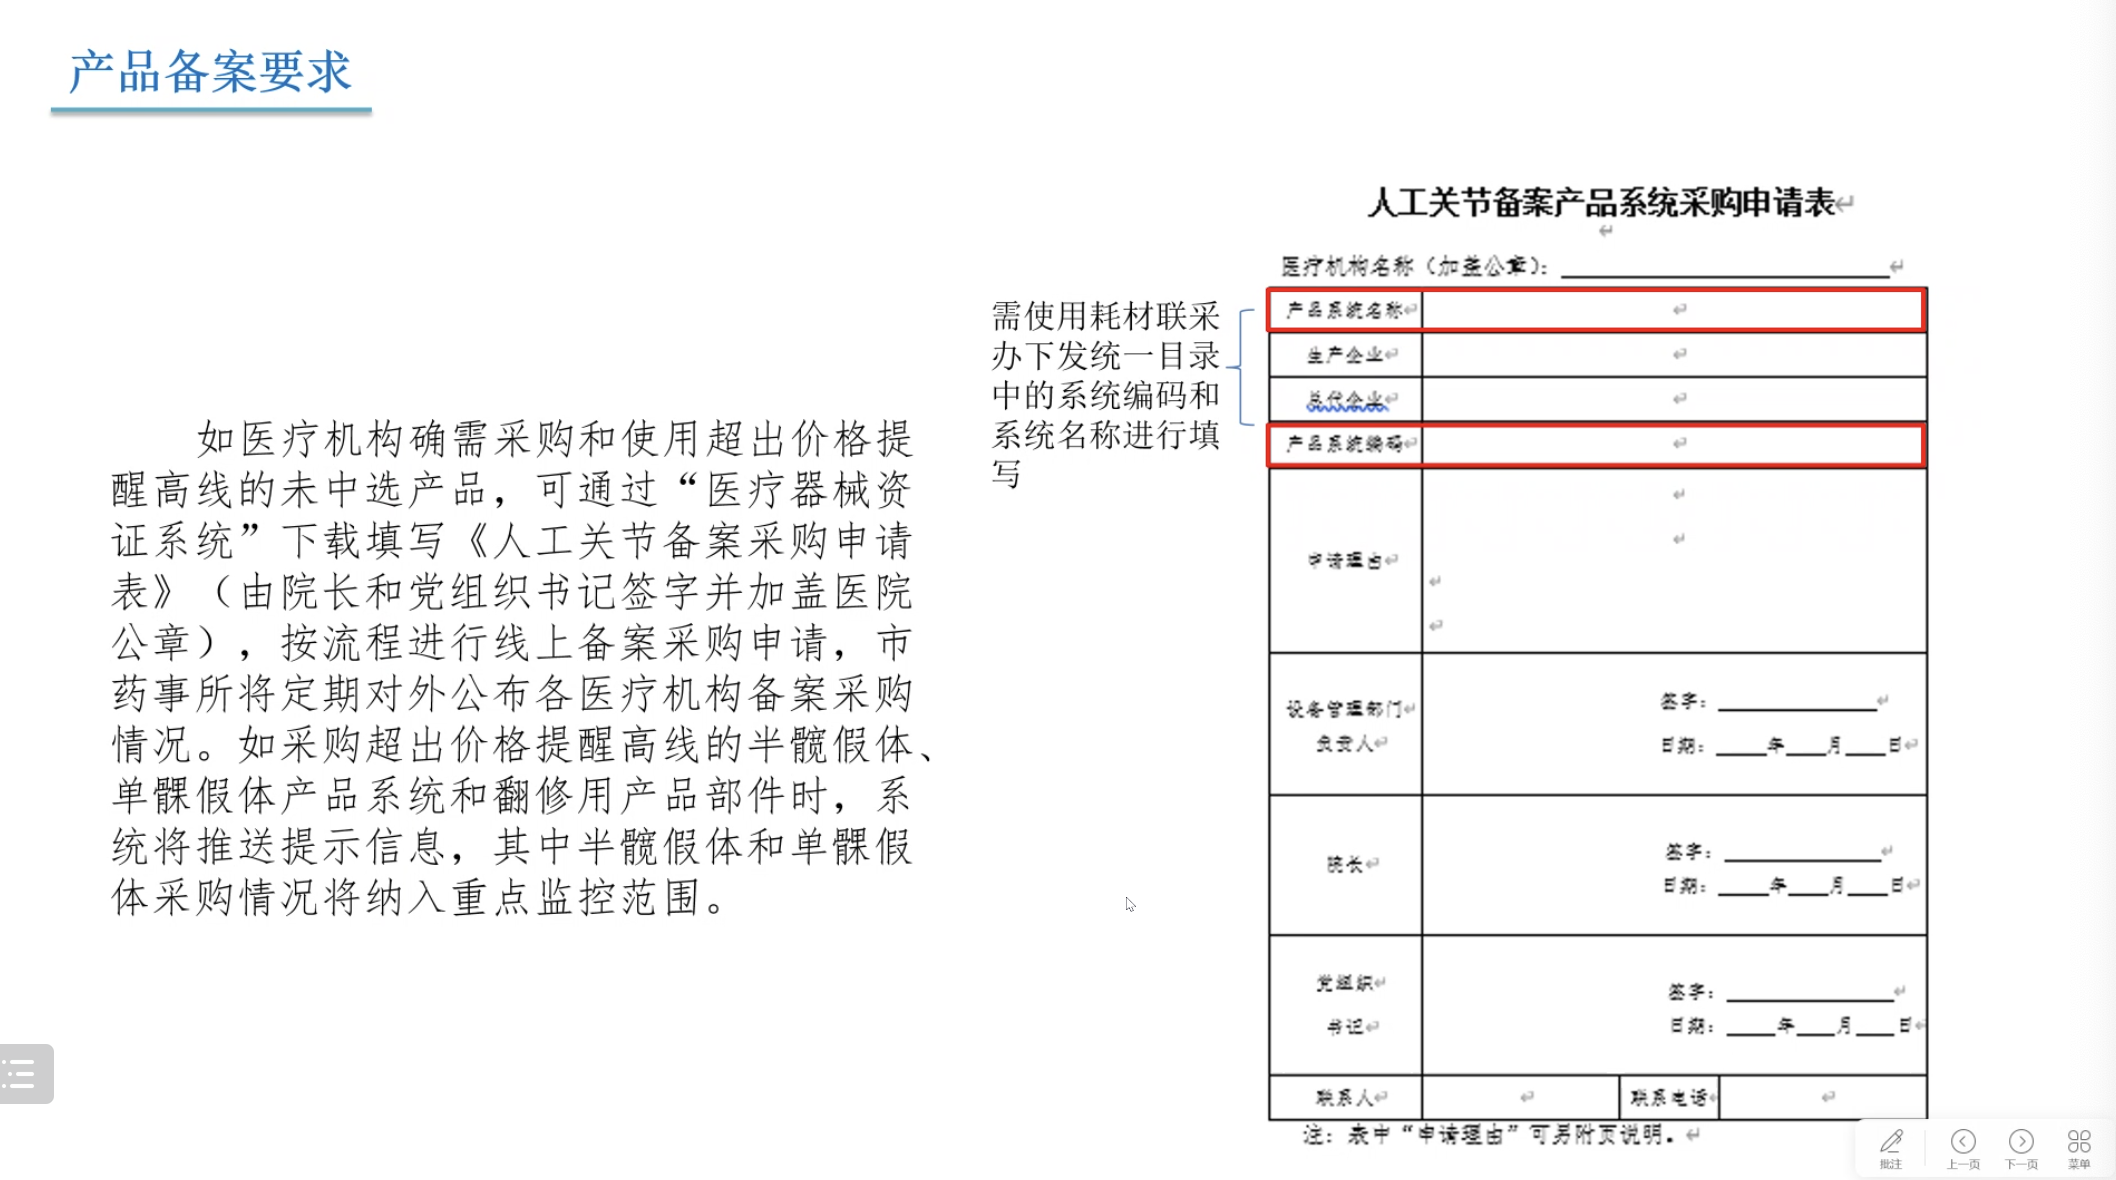 产品备案要求
如医疗机构确需采购和使用超出价格提
醒高线的未中选产品，可通过“医疗器械资
证系统”下载填写《人工关节备案采购申请
表》（由院长和党组织书记签字并加盖医院
公章），按流程进行线上备案采购申请，市
药事所将定期对外公布各医疗机构备案采购
情况。如采购超出价格提醒高线的半髋假体、
单髁假体产品系统和翻修用产品部件时，系
统将推送提示信息，其中半髋假体和单髁假
体采购情况将纳入重点监控范围。
需使用耗材联采
办下发统一目录
中的系统编码和
系统名称进行填
写
人工关节备案产品系统采购申请表
医疗机构名称（加盖公章）：
产品系统名称
生产企业
总代企业
产品系统编码
申请理由
设备管理部门
负责人
签字：
日期： 年 月 日
院长
签字：
日期： 年 月 日
党组织
书记
签字：
日期： 年 月 日
联系人 联系电话
注：表中“申请理由”可另附页说明。
批注 上一页 下一页 菜单